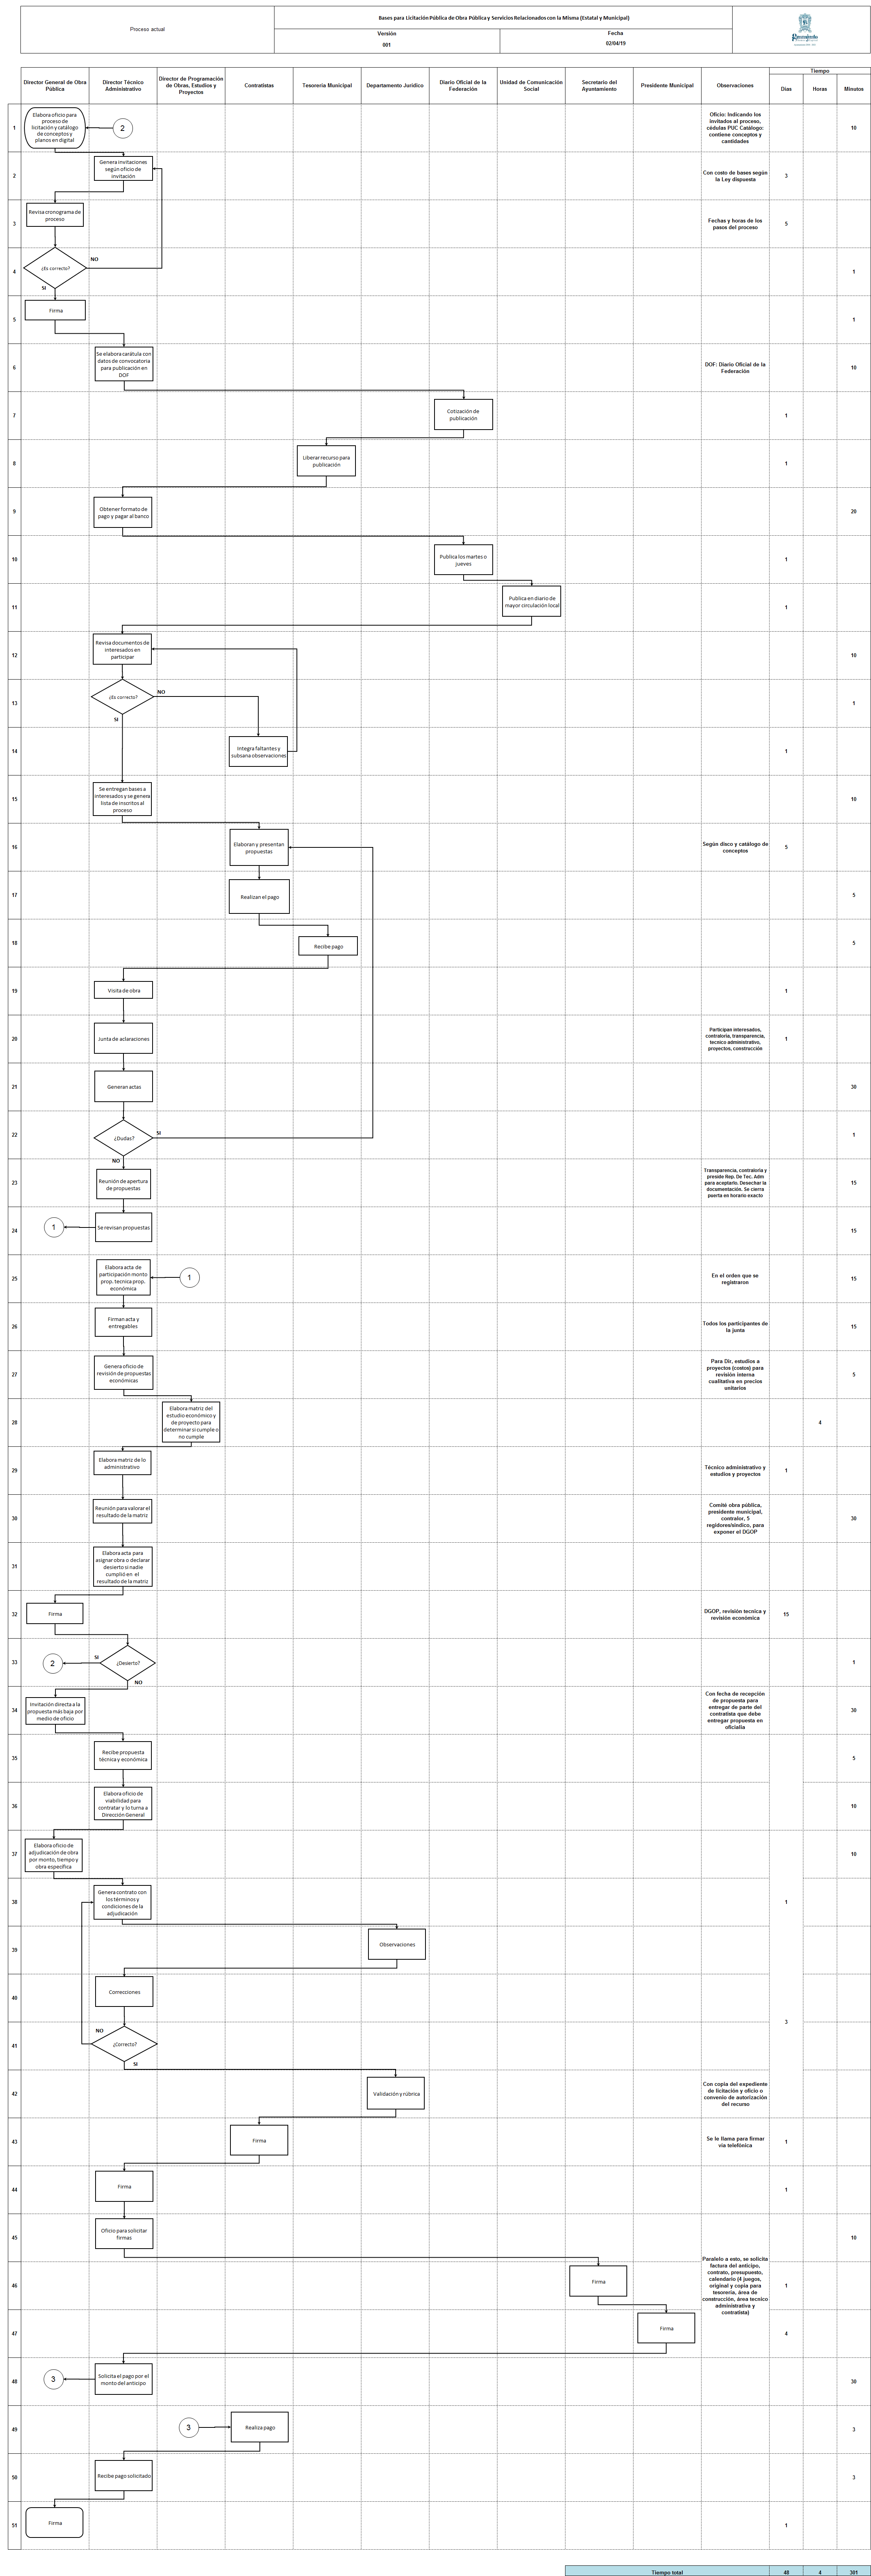 Proceso actual
Bases para Licitación Pública de Obra Pública y Servicios Relacionados con la Misma (Estatal y Municipal)
Versión
001
Fecha
02/04/19
Tiempo
Director General de Obra
Pública
Director Técnico
Administrativo
Director de Programación
de Obras, Estudios y
Proyectos
Contratistas
Tesorería Municipal
Departamento Jurídico
Diario Oficial de la
Federación
Unidad de Comunicación
Social
Secretario del
Ayuntamiento
Presidente Municipal
Observaciones
Días
Horas
Minutos
1
Elabora oficio para
proceso de
licitación y catálogo
de conceptos y
planos en digital
2
Oficio: Indicando los
invitados al proceso,
cédulas PUC Catálogo:
contiene conceptos y
cantidades
10
2
Genera invitaciones
según oficio de
invitación
Con costo de bases según
la Ley dispuesta
3
3
Revisa cronograma de
proceso
Fechas y horas de los
pasos del proceso
5
4
¿Es correcto?
NO
SI
1
5
Firma
1
6
Se elabora carátula con
datos de convocatoria
para publicación en
DOF
DOF: Diario Oficial de la
Federación
10
7
Cotización de
publicación
1
8
Liberar recurso para
publicación
1
9
Obtener formato de
pago y pagar al banco
20
10
Publica los martes o
jueves
1
11
Publica en diario de
mayor circulación local
1
12
Revisa documentos de
interesados en
participar
10
13
¿Es correcto?
NO
SI
1
14
Integra faltantes y
subsana observaciones
1
15
Se entregan bases a
interesados y se genera
lista de inscritos al
proceso
10
16
Elaboran y presentan
propuestas
Según disco y catálogo de
conceptos
5
17
Realizan el pago
5
18
Recibe pago
5
19
Visita de obra
1
20
Junta de aclaraciones
Participan interesados,
contraloría, transparencia,
tecnico administrativo,
proyectos, construcción
1
21
Generan actas
30
22
¿Dudas?
SI
NO
1
23
Reunión de apertura
de propuestas
Transparencia, contraloría y
preside Rep. De Tec. Adm
para aceptarlo. Desechar la
documentación. Se cierra
puerta en horario exacto
15
24
1
Se revisan propuestas
15
25
Elabora acta de
participación monto
prop. tecnica prop.
económica
1
En el orden que se
registraron
15
26
Firman acta y
entregables
Todos los participantes de
la junta
15
27
Genera oficio de
revisión de propuestas
económicas
Para Dir, estudios a
proyectos (costos) para
revisión interna
cualitativa en precios
unitarios
5
28
Elabora matriz del
estudio económico y
de proyecto para
determinar si cumple o
no cumple
4
29
Elabora matriz de lo
administrativo
Técnico administrativo y
estudios y proyectos
1
30
Reunión para valorar el
resultado de la matriz
Comité obra pública,
presidente municipal,
contralor, 5
regidores/síndico, para
exponer el DGOP
30
31
Elabora acta para
asignar obra o declarar
desierto si nadie
cumplió en el
resultado de la matriz
32
Firma
DGOP, revisión tecnica y
revisión económica
15
33
2
SI
¿Desierto?
NO
1
34
Invitación directa a la
propuesta más baja por
medio de oficio
Con fecha de recepción
de propuesta para
entregar de parte del
contratista que debe
entregar propuesta en
oficialía
30
35
Recibe propuesta
técnica y económica
5
36
Elabora oficio de
viabilidad para
contratar y lo turna a
Dirección General
10
37
Elabora oficio de
adjudicación de obra
por monto, tiempo y
obra específica
10
38
Genera contrato con
los términos y
condiciones de la
adjudicación
1
39
Observaciones
40
Correcciones
3
41
NO
¿Correcto?
SI
42
Validación y rúbrica
Con copia del expediente
de licitación y oficio o
convenio de autorización
del recurso
43
Firma
Se le llama para firmar
vía telefónica
1
44
Firma
1
45
Oficio para solicitar
firmas
10
46
Firma
Paralelo a esto, se solicita
factura del anticipo,
contrato, presupuesto,
calendario (4 juegos,
original y copia para
tesorería, área de
construcción, área tecnico
administrativa y
contratista)
1
47
Firma
4
48
3
Solicita el pago por el
monto del anticipo
30
49
3
Realiza pago
3
50
Recibe pago solicitado
3
51
Firma
1
Tiempo total
48
4
301